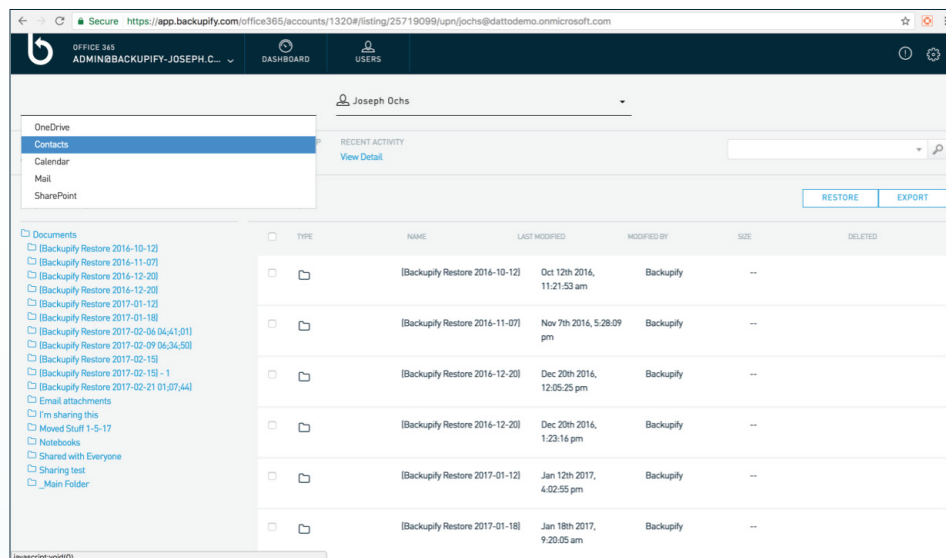 Secure https://app.backupify.com/office365/accounts/1320#/listing/25719099/upn/jochs@dattodemo.onmicrosoft.com
OFFICE 365
ADMIN@BACKUPIFY-JOSEPH.C...
DASHBOARD
USERS
Joseph Ochs
OneDrive
Contacts
Calendar
Mail
SharePoint
P
RECENT ACTIVITY
View Detail
RESTORE EXPORT
Documents
[Backupify Restore 2016-10-12]
[Backupify Restore 2016-11-07]
[Backupify Restore 2016-12-20]
[Backupify Restore 2016-12-20]
[Backupify Restore 2017-01-12]
[Backupify Restore 2017-01-18]
[Backupify Restore 2017-02-06 04;41;01]
[Backupify Restore 2017-02-09 06;34;50]
[Backupify Restore 2017-02-15]
[Backupify Restore 2017-02-15] - 1
[Backupify Restore 2017-02-21 01;07;44]
Email attachments
I'm sharing this
Moved Stuff 1-5-17
Notebooks
Shared with Everyone
Sharing test
_Main Folder
TYPE NAME LAST MODIFIED MODIFIED BY SIZE DELETED
[Backupify Restore 2016-10-12] Oct 12th 2016, Backupify --
11:21:53 am
[Backupify Restore 2016-11-07] Nov 7th 2016, 5:28:09 Backupify --
pm
[Backupify Restore 2016-12-20] Dec 20th 2016, Backupify --
12:05:25 pm
[Backupify Restore 2016-12-20] Dec 20th 2016, Backupify --
1:23:16 pm
[Backupify Restore 2017-01-12] Jan 12th 2017, Backupify --
4:02:55 pm
[Backupify Restore 2017-01-18] Jan 18th 2017, Backupify --
9:20:05 am
javascript:void(0)